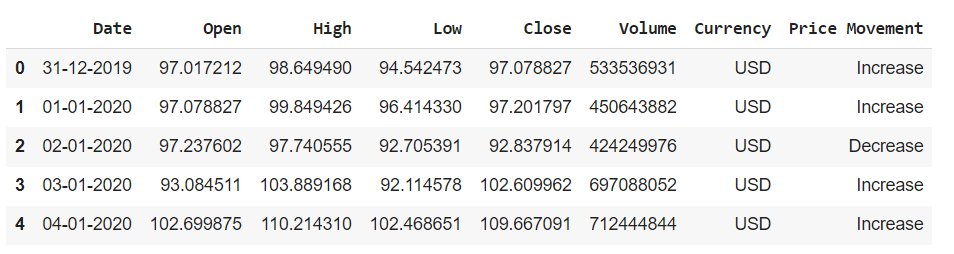 Date Open High Low Close Volume Currency Price Movement
0 31-12-2019 97.017212 98.649490 94.542473 97.078827 533536931 USD Increase
1 01-01-2020 97.078827 99.849426 96.414330 97.201797 450643882 USD Increase
2 02-01-2020 97.237602 97.740555 92.705391 92.837914 424249976 USD Decrease
3 03-01-2020 93.084511 103.889168 92.114578 102.609962 697088052 USD Increase
4 04-01-2020 102.699875 110.214310 102.468651 109.667091 712444844 USD Increase